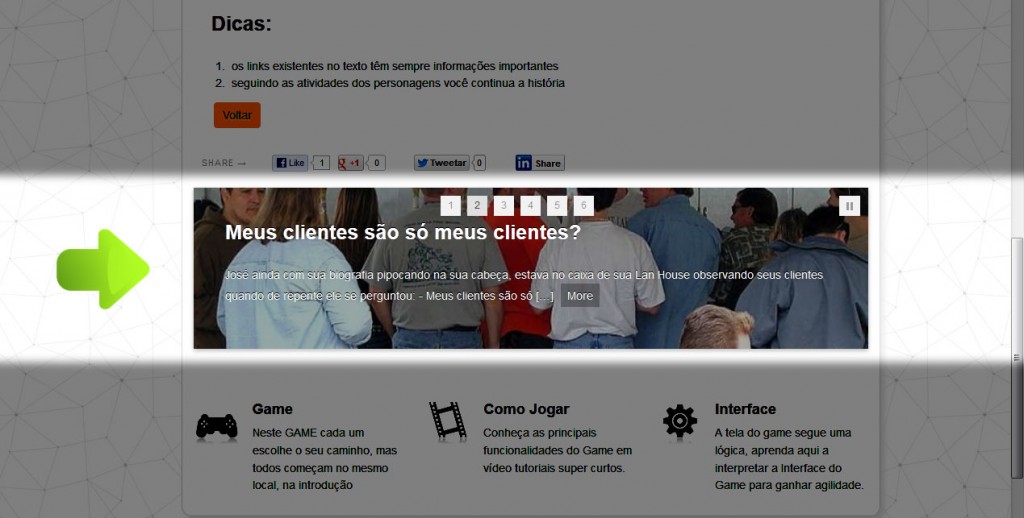 Dicas:
1. os links existentes no texto têm sempre informações importantes
2. seguindo as atividades dos personagens você continua a história
Voltar
SHARE → Like 1 +1 0 Tweetar 0 in Share
1 2 3 4 5 6
Meus clientes são só meus clientes?
José ainda com sua biografia pipocando na sua cabeça, estava no caixa de sua Lan House observando seus clientes
quando de repente ele se perguntou: - Meus clientes são só [...] More
Game
Neste GAME cada um
escolhe o seu caminho, mas
todos começam no mesmo
local, na introdução
Como Jogar
Conheça as principais
funcionalidades do Game em
vídeo tutoriais super curtos.
Interface
A tela do game segue uma
lógica, aprenda aqui a
interpretar a Interface do
Game para ganhar agilidade.